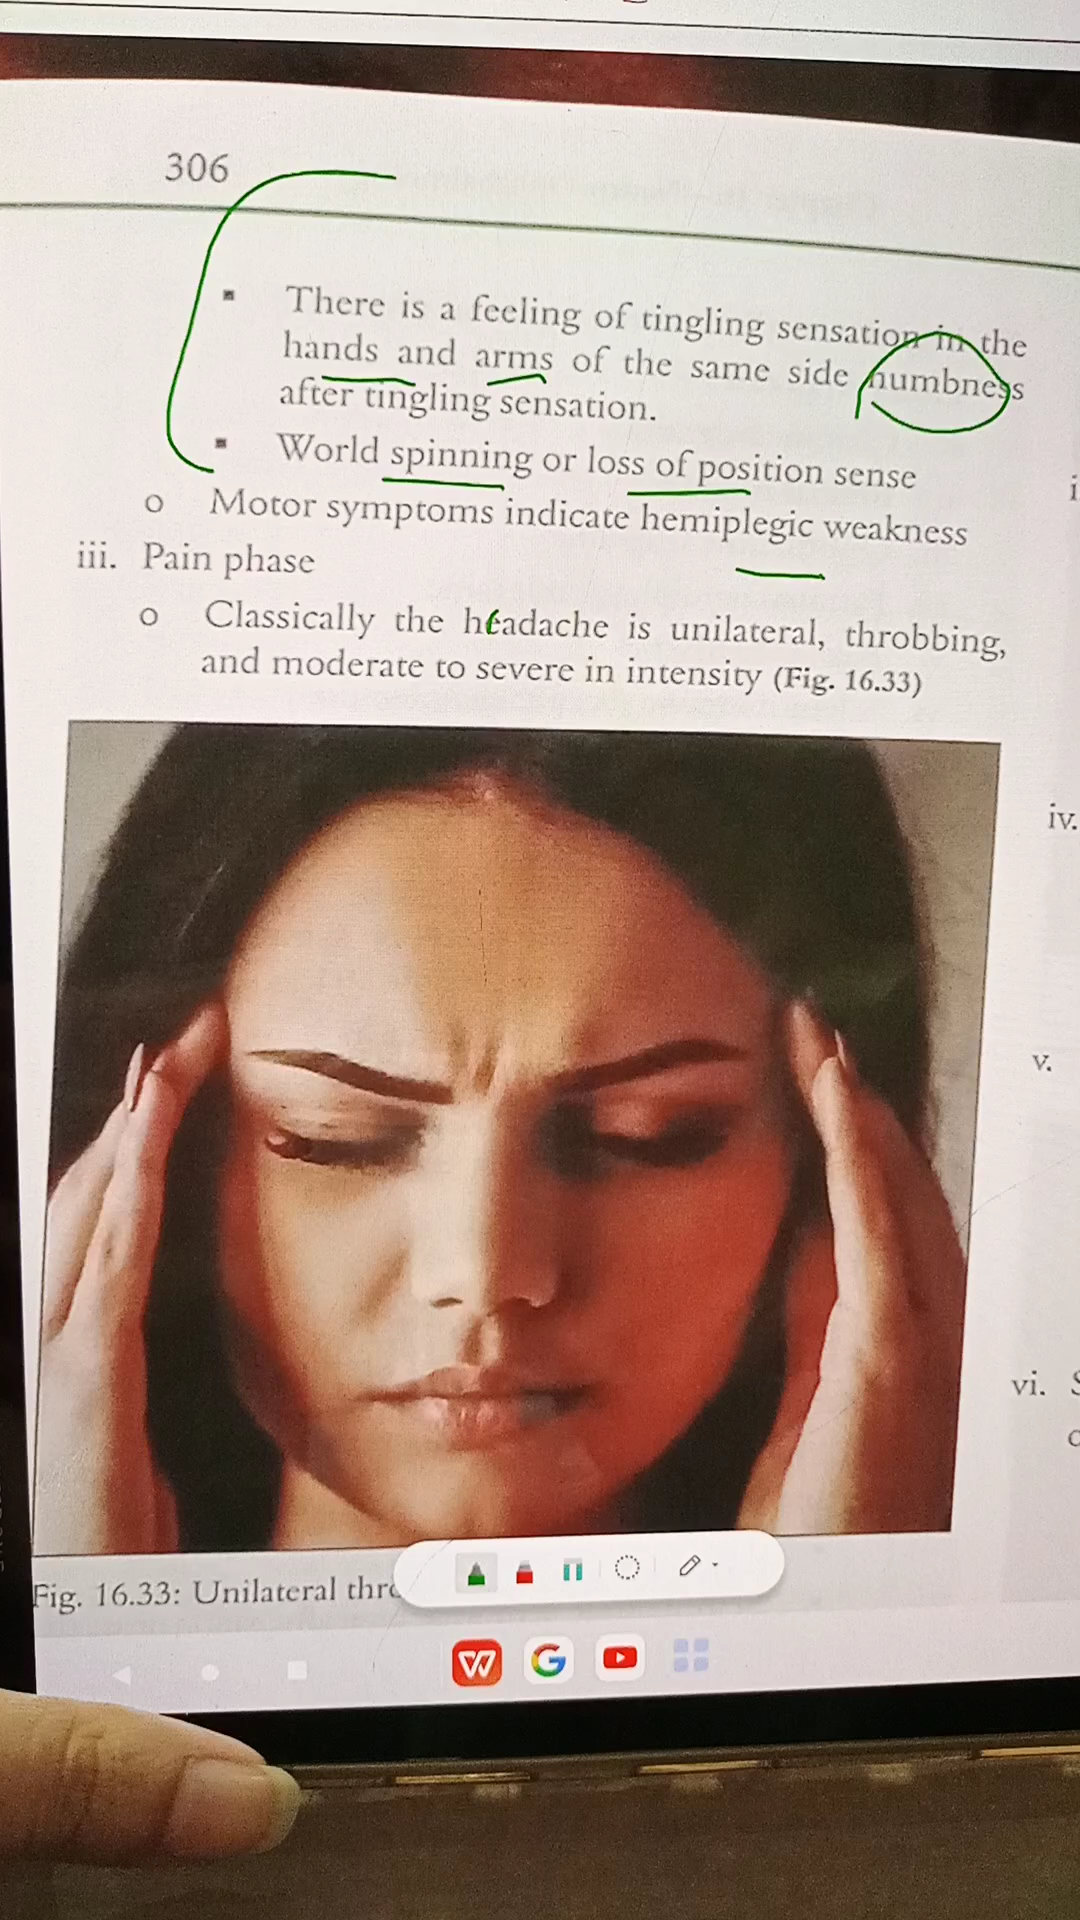 306
▪ There is a feeling of tingling sensation in the
hands and arms of the same side numbness
after tingling sensation.
▪ World spinning or loss of position sense
o Motor symptoms indicate hemiplegic weakness
iii. Pain phase
o Classically the headache is unilateral, throbbing,
and moderate to severe in intensity (Fig. 16.33)
iv.
v.
vi.
Fig. 16.33: Unilateral